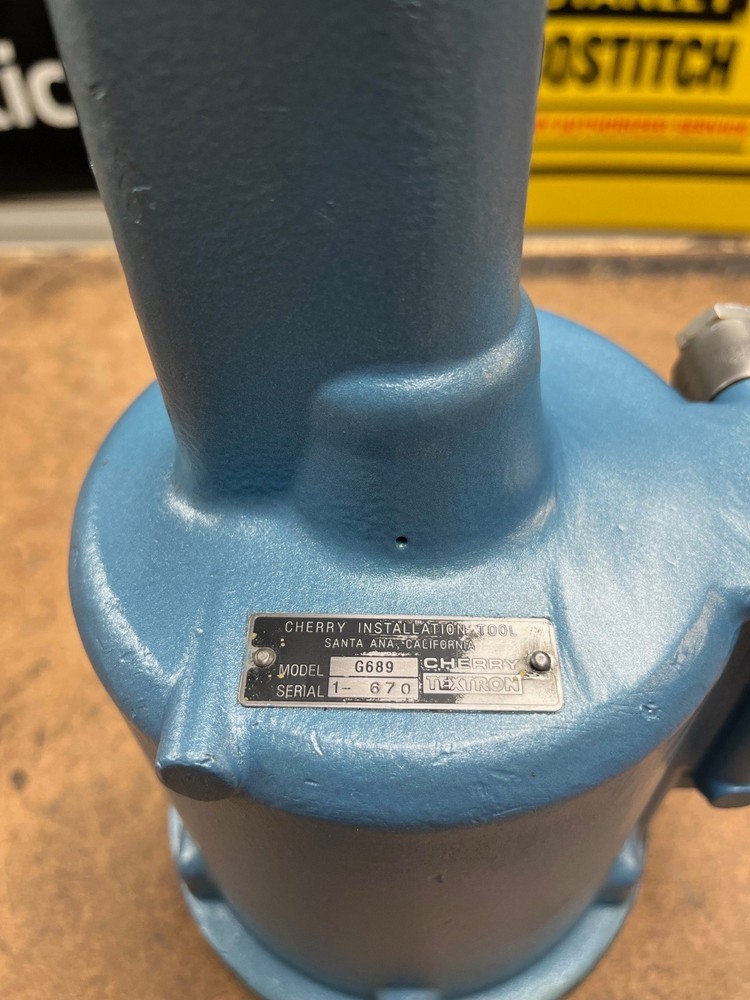 OSTITCH
CHERRY INSTALLATION TOOL
SANTA ANA, CALIFORNIA
MODEL G689 CHERRY
SERIAL 1- 670 TEXTRON